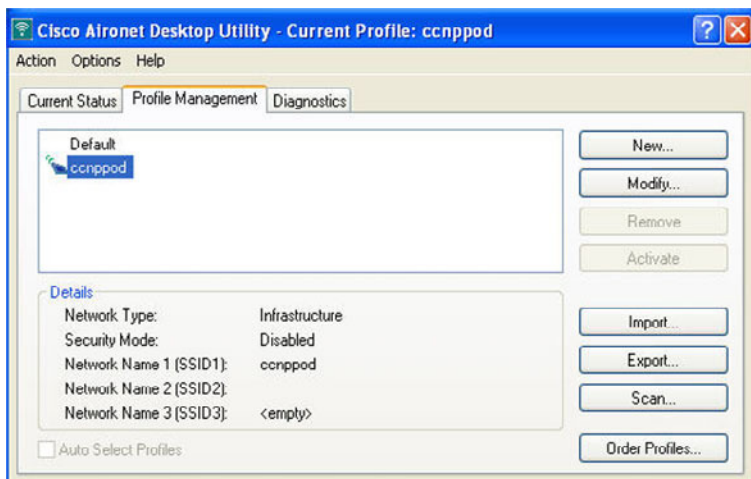 Cisco Aironet Desktop Utility - Current Profile: ccnppod
Action Options Help
Current Status Profile Management Diagnostics
Default
ccnppod
New...
Modify...
Remove
Activate
Details
Network Type: Infrastructure
Security Mode: Disabled
Network Name 1 (SSID1): ccnppod
Network Name 2 (SSID2):
Network Name 3 (SSID3): <empty>
Import...
Export...
Scan...
Auto Select Profiles
Order Profiles...